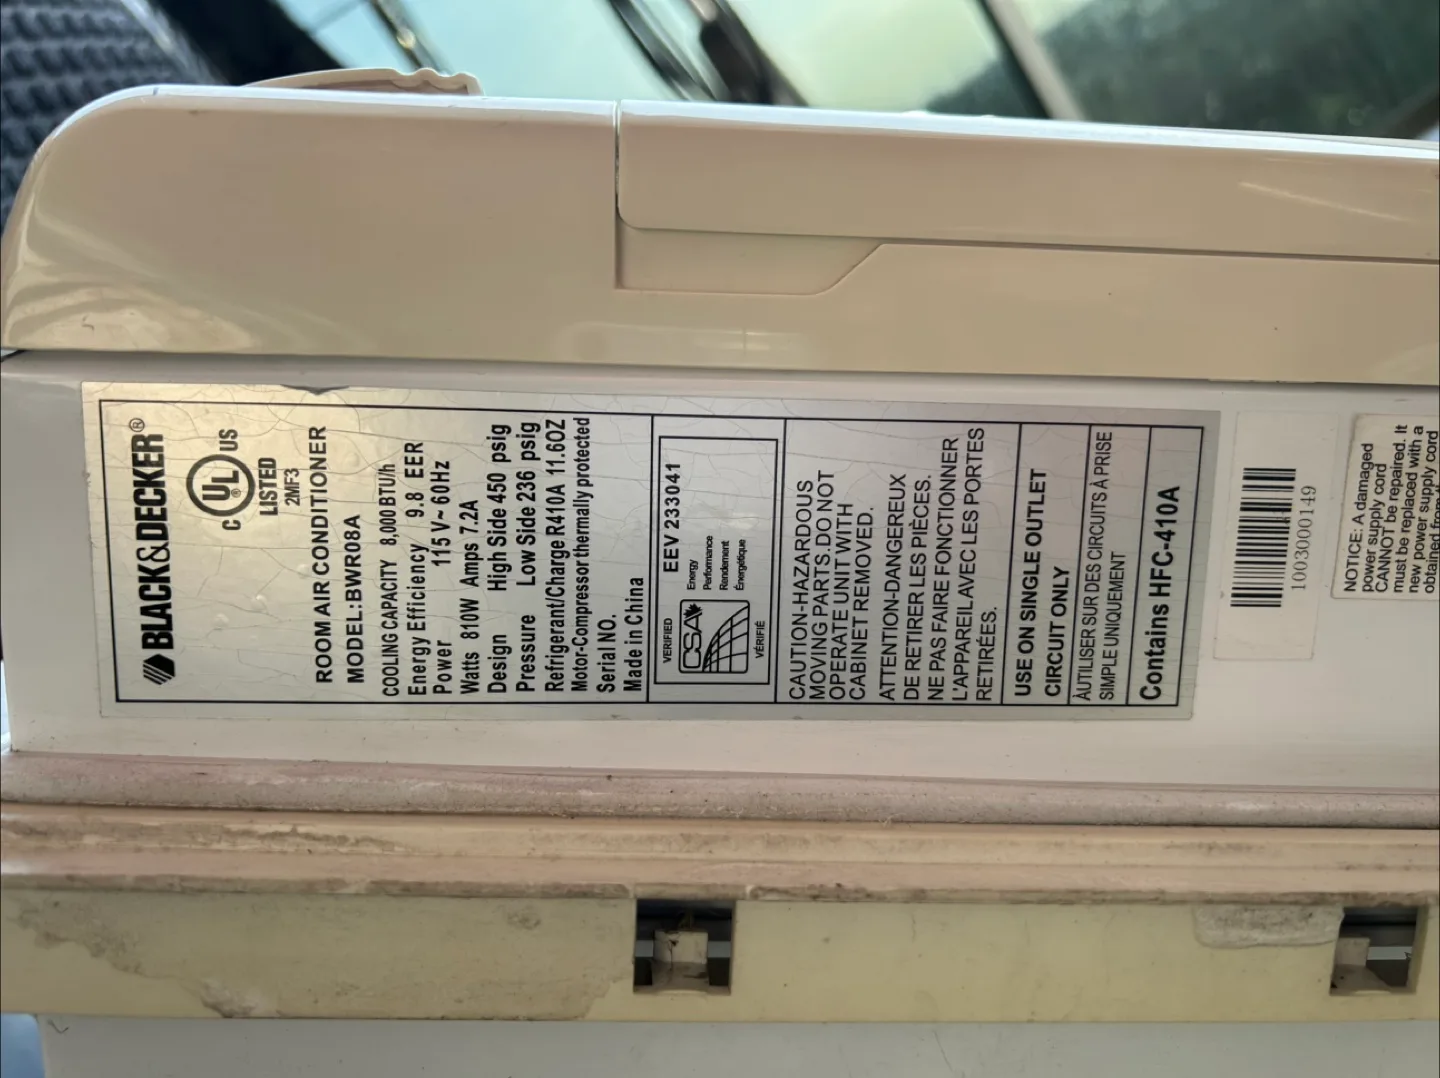 BLACK&DECKER®
C UL® US
LISTED
2MF3
ROOM AIR CONDITIONER
MODEL:BWR08A
COOLING CAPACITY 8,000 BTU/h
Energy Efficiency 9.8 EER
Power 115 V~ 60Hz
Watts 810W Amps 7.2A
Design High Side 450 psig
Pressure Low Side 236 psig
Refrigerant/Charge R410A 11.6OZ
Motor-Compressor thermally protected
Serial NO.
Made in China
EEV 233041
VERIFIED
CSA
VÉRIFIÉ
Energy
Performance
Rendement
Énergétique
CAUTION-HAZARDOUS
MOVING PARTS.DO NOT
OPERATE UNIT WITH
CABINET REMOVED.
ATTENTION-DANGEREUX
DE RETIRER LES PIÈCES.
NE PAS FAIRE FONCTIONNER
L'APPAREIL AVEC LES PORTES
RETIRÉES.
USE ON SINGLE OUTLET
CIRCUIT ONLY
ÀUTILISER SUR DES CIRCUITS À PRISE
SIMPLE UNIQUEMENT
Contains HFC-410A
1003000149
NOTICE: A damaged
power supply cord
CANNOT be repaired. It
must be replaced with a
new power supply cord
obtained from